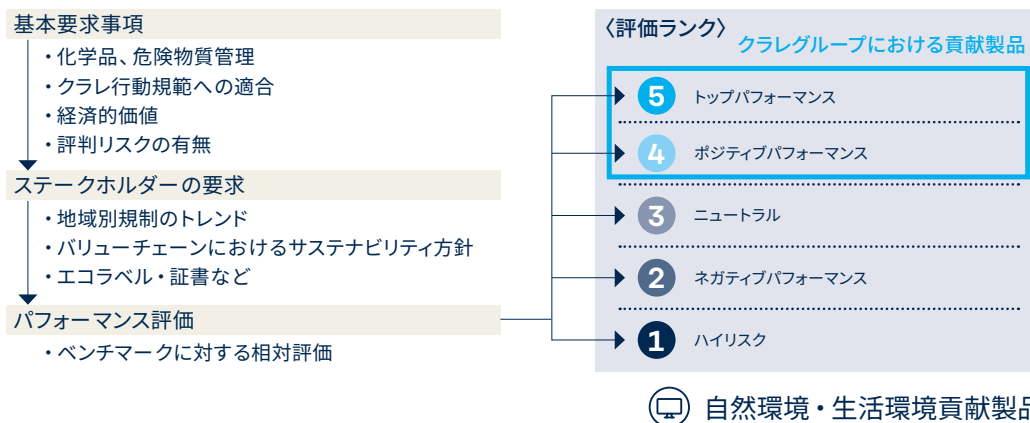 基本要求事項
・化学品、危険物質管理
・クラレ行動規範への適合
・経済的価値
・評判リスクの有無
ステークホルダーの要求
・地域別規制のトレンド
・バリューチェーンにおけるサステナビリティ方針
・エコラベル・証書など
パフォーマンス評価
・ベンチマークに対する相対評価
〈評価ランク〉
クラレグループにおける貢献製品
5 トップパフォーマンス
4 ポジティブパフォーマンス
3 ニュートラル
2 ネガティブパフォーマンス
1 ハイリスク
自然環境・生活環境貢献製品